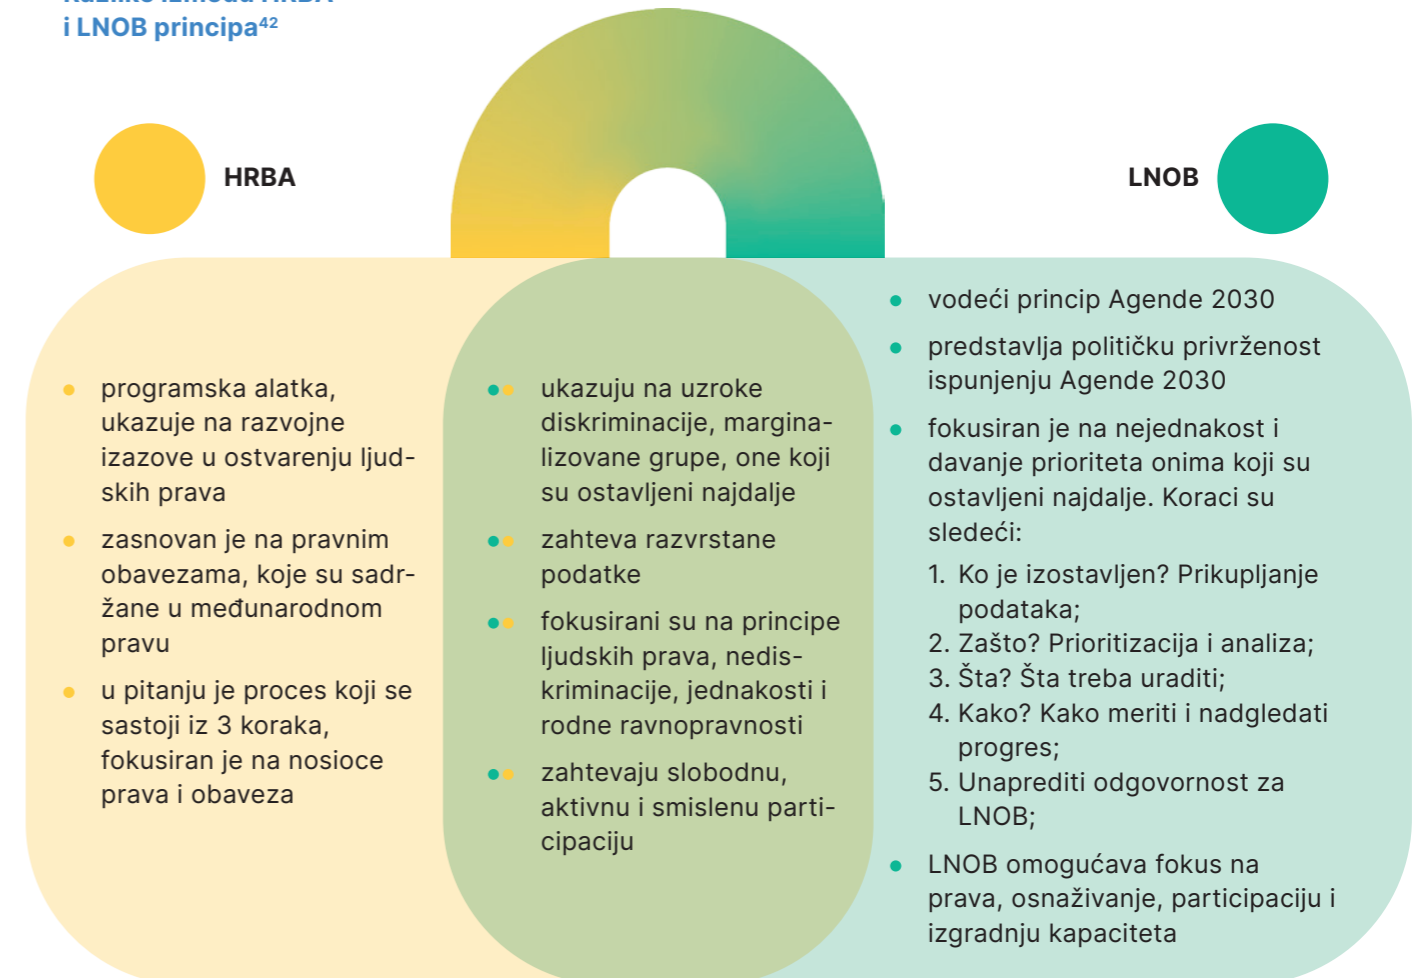 i LNOB principa⁴²
HRBA
LNOB
programska alatka,
ukazuje na razvojne
izazove u ostvarenju ljud-
skih prava
zasnovan je na pravnim
obavezama, koje su sadr-
žane u međunarodnom
pravu
u pitanju je proces koji se
sastoji iz 3 koraka,
fokusiran je na nosioce
prava i obaveza
ukazuju na uzroke
diskriminacije, margina-
lizovane grupe, one koji
su ostavljeni najdalje
zahteva razvrstane
podatke
fokusirani su na principe
ljudskih prava, nedis-
kriminacije, jednakosti i
rodne ravnopravnosti
zahtevaju slobodnu,
aktivnu i smislenu parti-
cipaciju
vodeći princip Agende 2030
predstavlja političku privrženost
ispunjenju Agende 2030
fokusiran je na nejednakost i
davanje prioriteta onima koji su
ostavljeni najdalje. Koraci su
sledeći:
1. Ko je izostavljen? Prikupljanje
podataka;
2. Zašto? Prioritizacija i analiza;
3. Šta? Šta treba uraditi;
4. Kako? Kako meriti i nadgledati
progres;
5. Unaprediti odgovornost za
LNOB;
LNOB omogućava fokus na
prava, osnaživanje, participaciju i
izgradnju kapaciteta